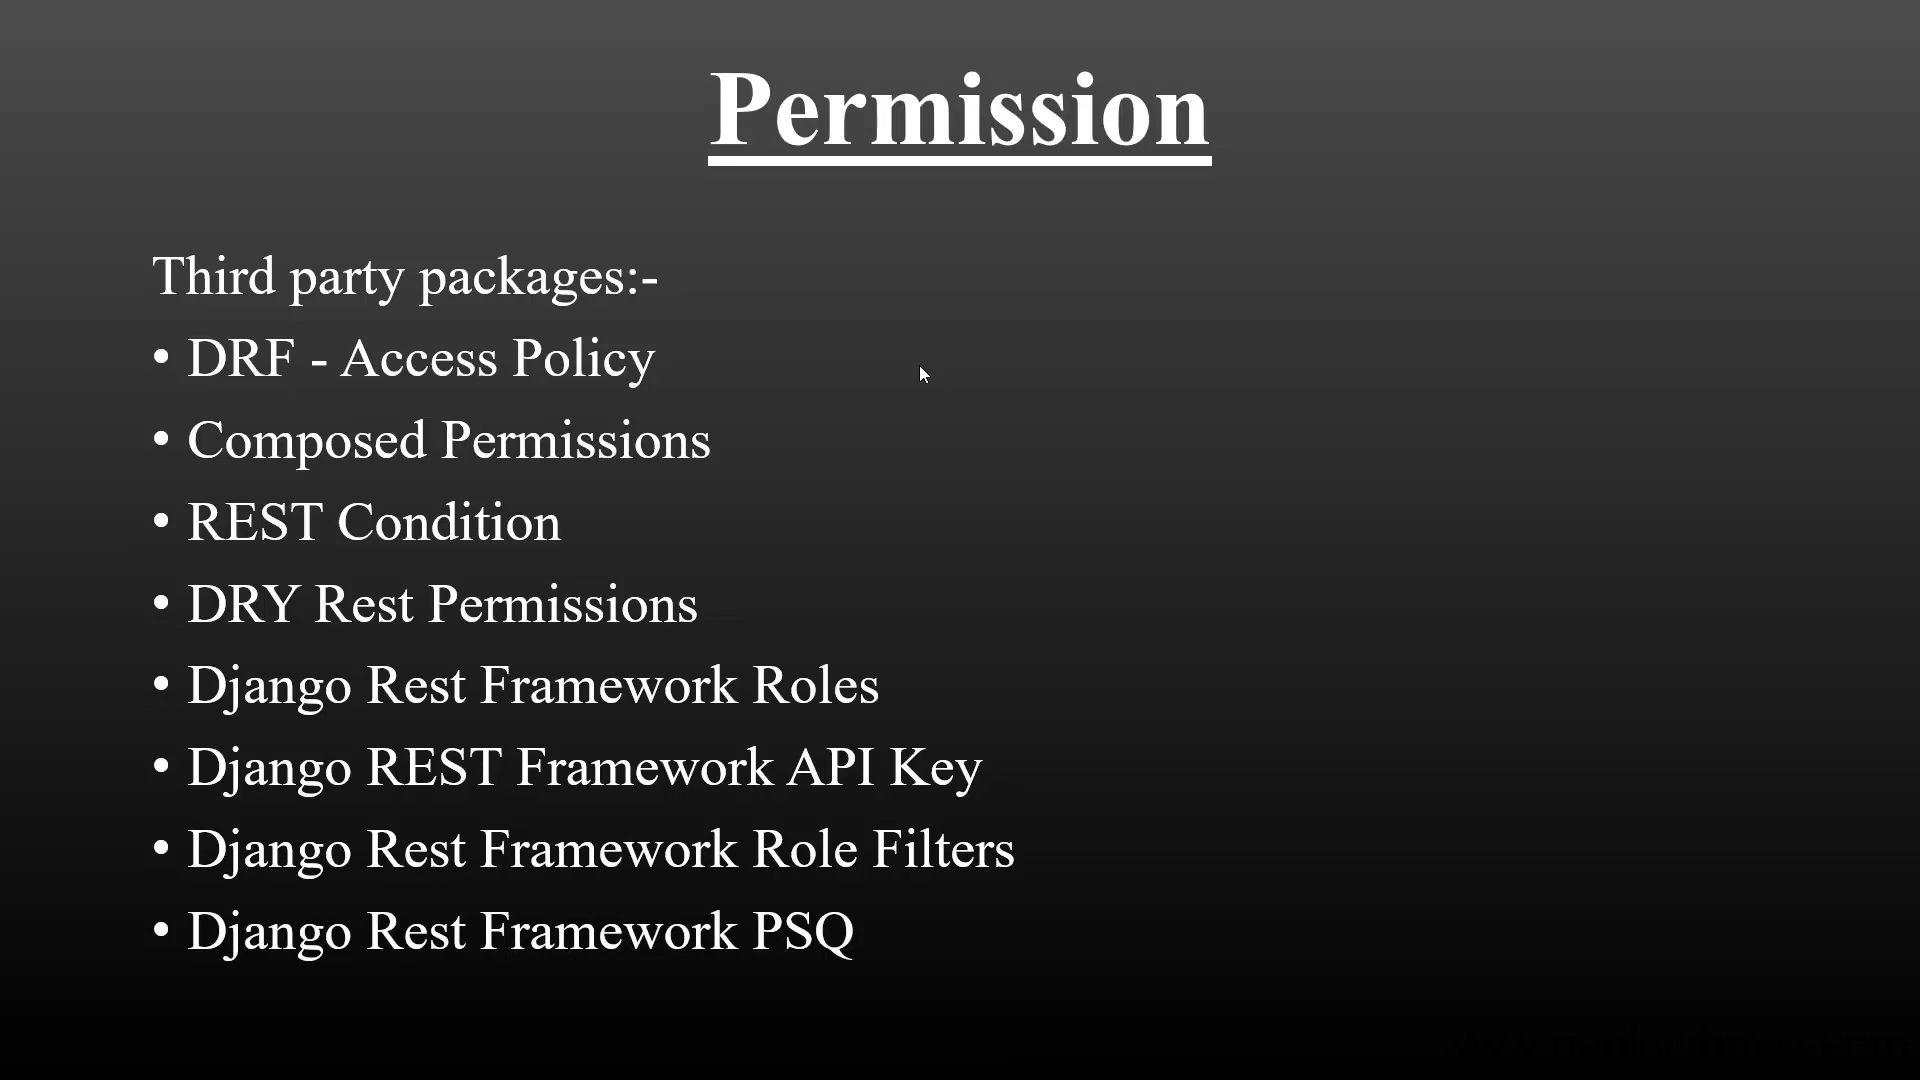 Permission
Third party packages:-
• DRF - Access Policy
• Composed Permissions
• REST Condition
• DRY Rest Permissions
• Django Rest Framework Roles
• Django REST Framework API Key
• Django Rest Framework Role Filters
• Django Rest Framework PSQ